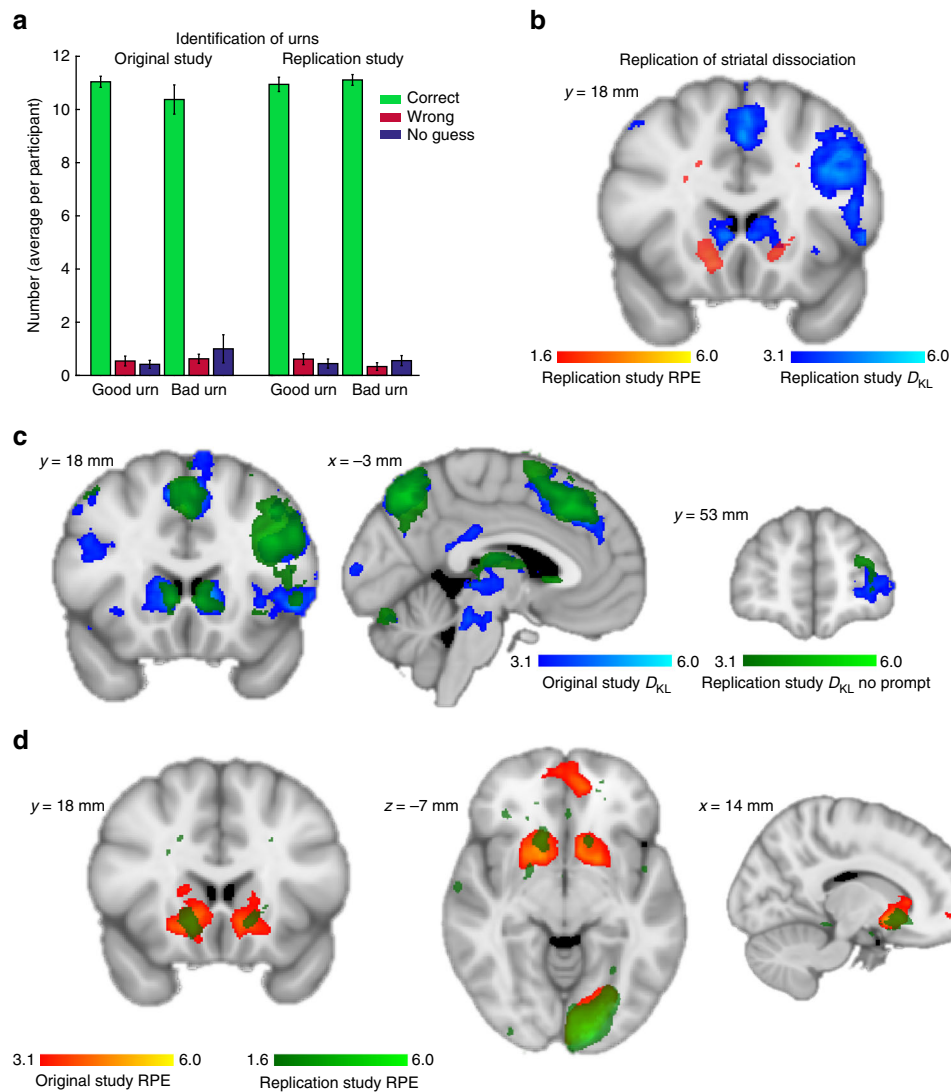 a
Identification of urns
Original study
Replication study
12
10
8
6
4
2
0
Number (average per participant)
Correct
Wrong
No guess
Good urn
Bad urn
Good urn
Bad urn
b
Replication of striatal dissociation
y = 18 mm
1.6
6.0
3.1
6.0
Replication study RPE
Replication study DKL
c
y = 18 mm
x = –3 mm
y = 53 mm
3.1
6.0
3.1
6.0
Original study DKL
Replication study DKL no prompt
d
y = 18 mm
z = –7 mm
x = 14 mm
3.1
6.0
1.6
6.0
Original study RPE
Replication study RPE